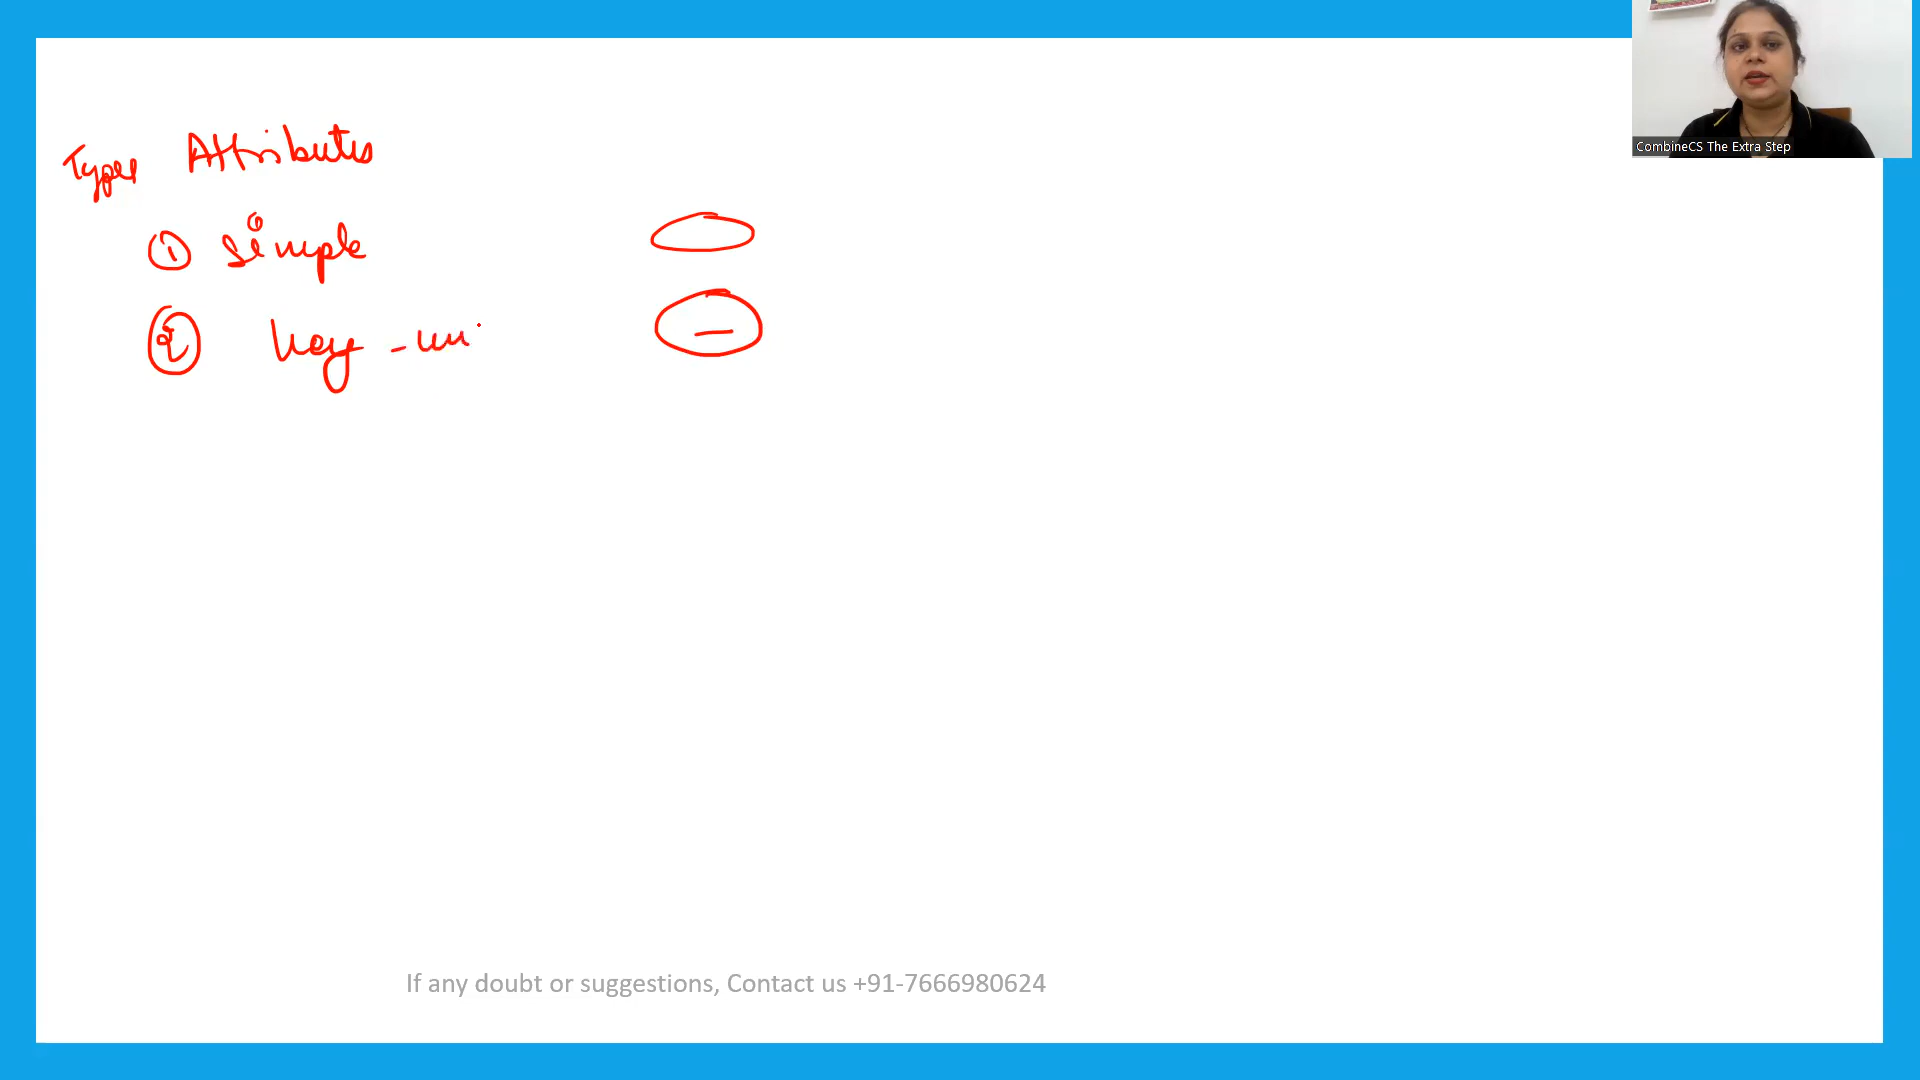 Types Attributes
① Simple
② key - uni
CombineCS The Extra Step
If any doubt or suggestions, Contact us +91-7666980624